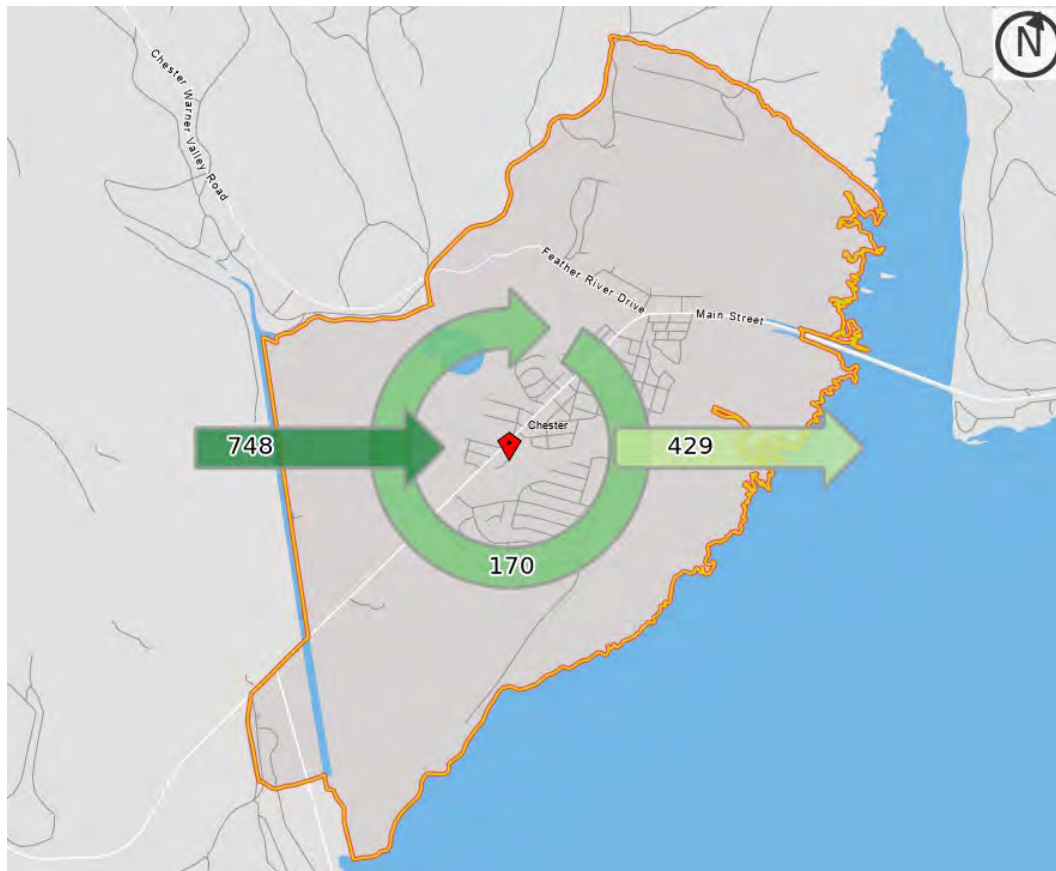 N
Chester Warner Valley Road
Feather River Drive
Main Street
Chester
748
429
170